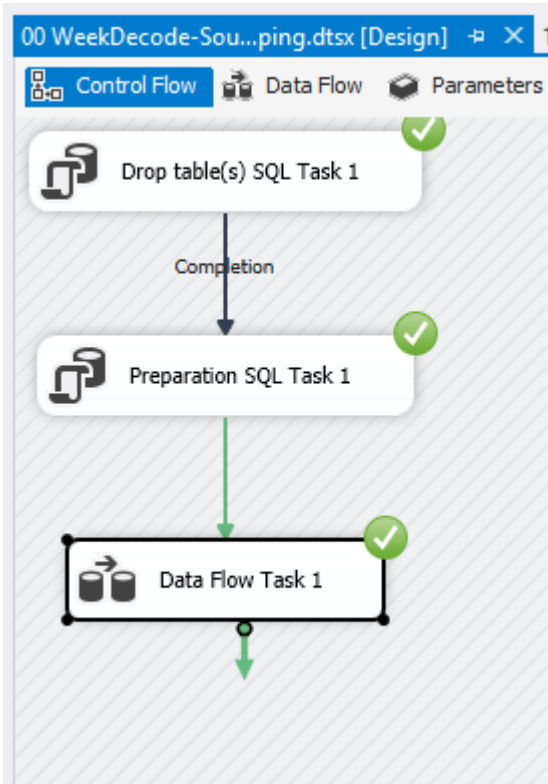 00 WeekDecode-Sou...ping.dtsx [Design]
Control Flow Data Flow Parameters
Drop table(s) SQL Task 1
Completion
Preparation SQL Task 1
Data Flow Task 1